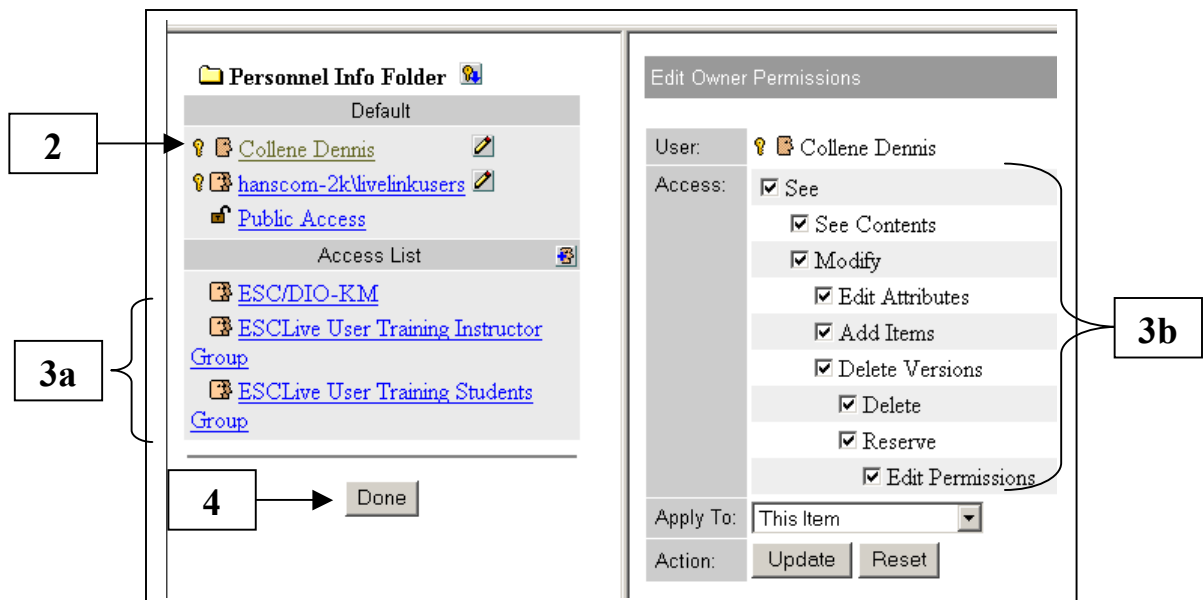 Personnel Info Folder
Default
2
Collene Dennis
hanscom-2k\livelinkusers
Public Access
Access List
3a
ESC/DIO-KM
ESCLive User Training Instructor
Group
ESCLive User Training Students
Group
4
Done
Edit Owner Permissions
User:
Collene Dennis
Access:
See
See Contents
Modify
Edit Attributes
Add Items
Delete Versions
Delete
Reserve
Edit Permissions
3b
Apply To:
This Item
Action:
Update
Reset